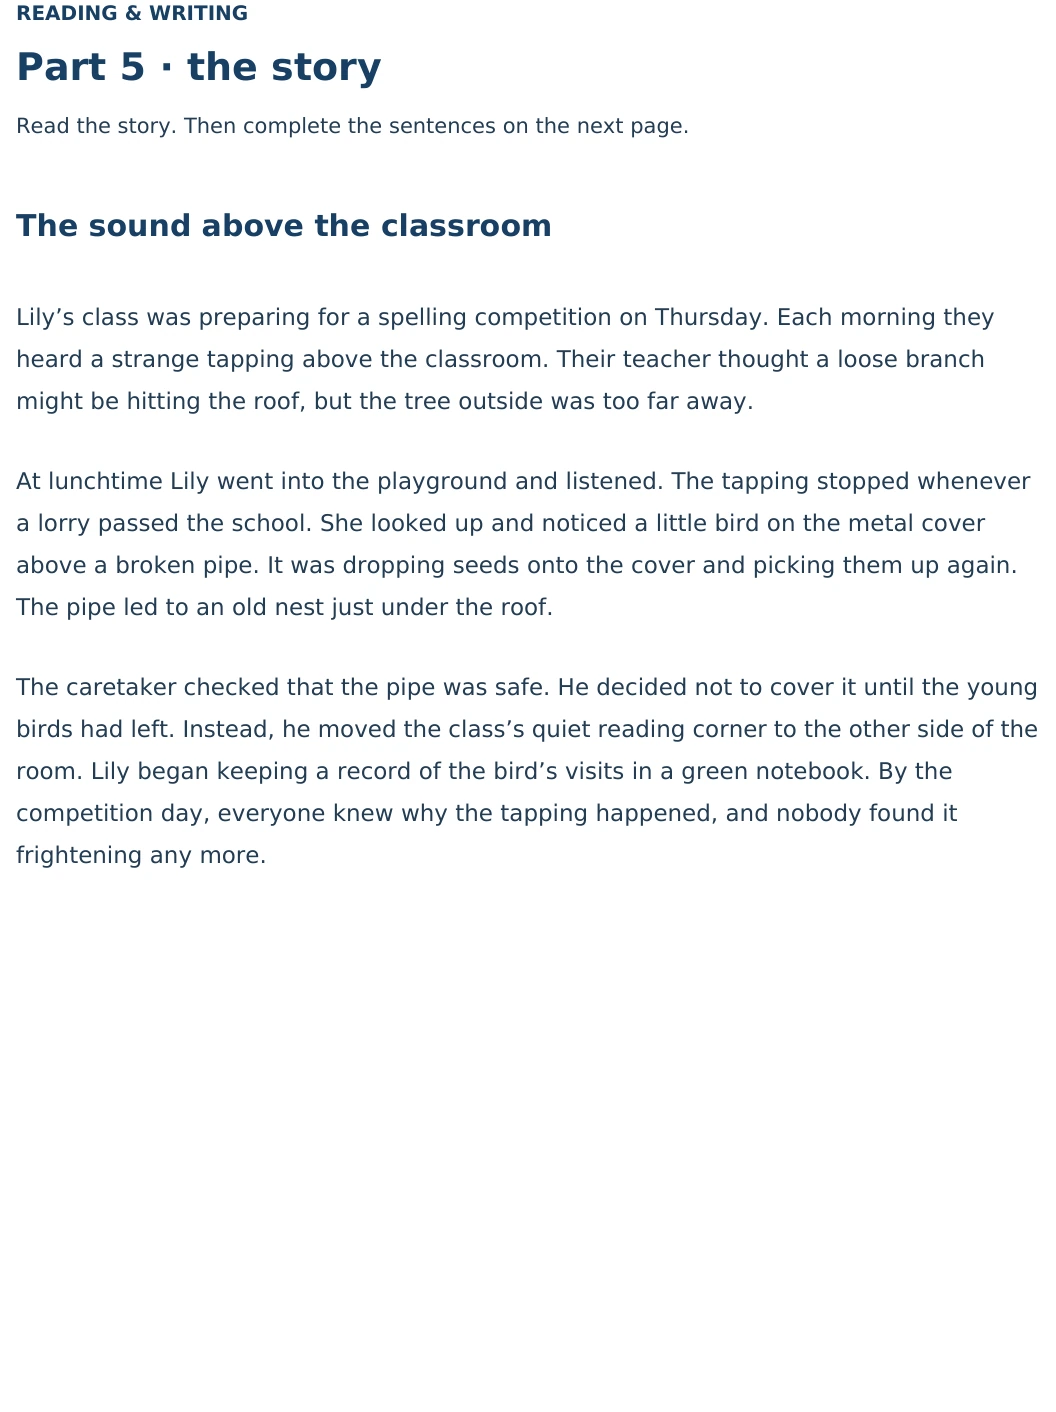 READING & WRITING
Part 5 · the story
Read the story. Then complete the sentences on the next page.
The sound above the classroom
Lily’s class was preparing for a spelling competition on Thursday. Each morning they
heard a strange tapping above the classroom. Their teacher thought a loose branch
might be hitting the roof, but the tree outside was too far away.
At lunchtime Lily went into the playground and listened. The tapping stopped whenever
a lorry passed the school. She looked up and noticed a little bird on the metal cover
above a broken pipe. It was dropping seeds onto the cover and picking them up again.
The pipe led to an old nest just under the roof.
The caretaker checked that the pipe was safe. He decided not to cover it until the young
birds had left. Instead, he moved the class’s quiet reading corner to the other side of the
room. Lily began keeping a record of the bird’s visits in a green notebook. By the
competition day, everyone knew why the tapping happened, and nobody found it
frightening any more.